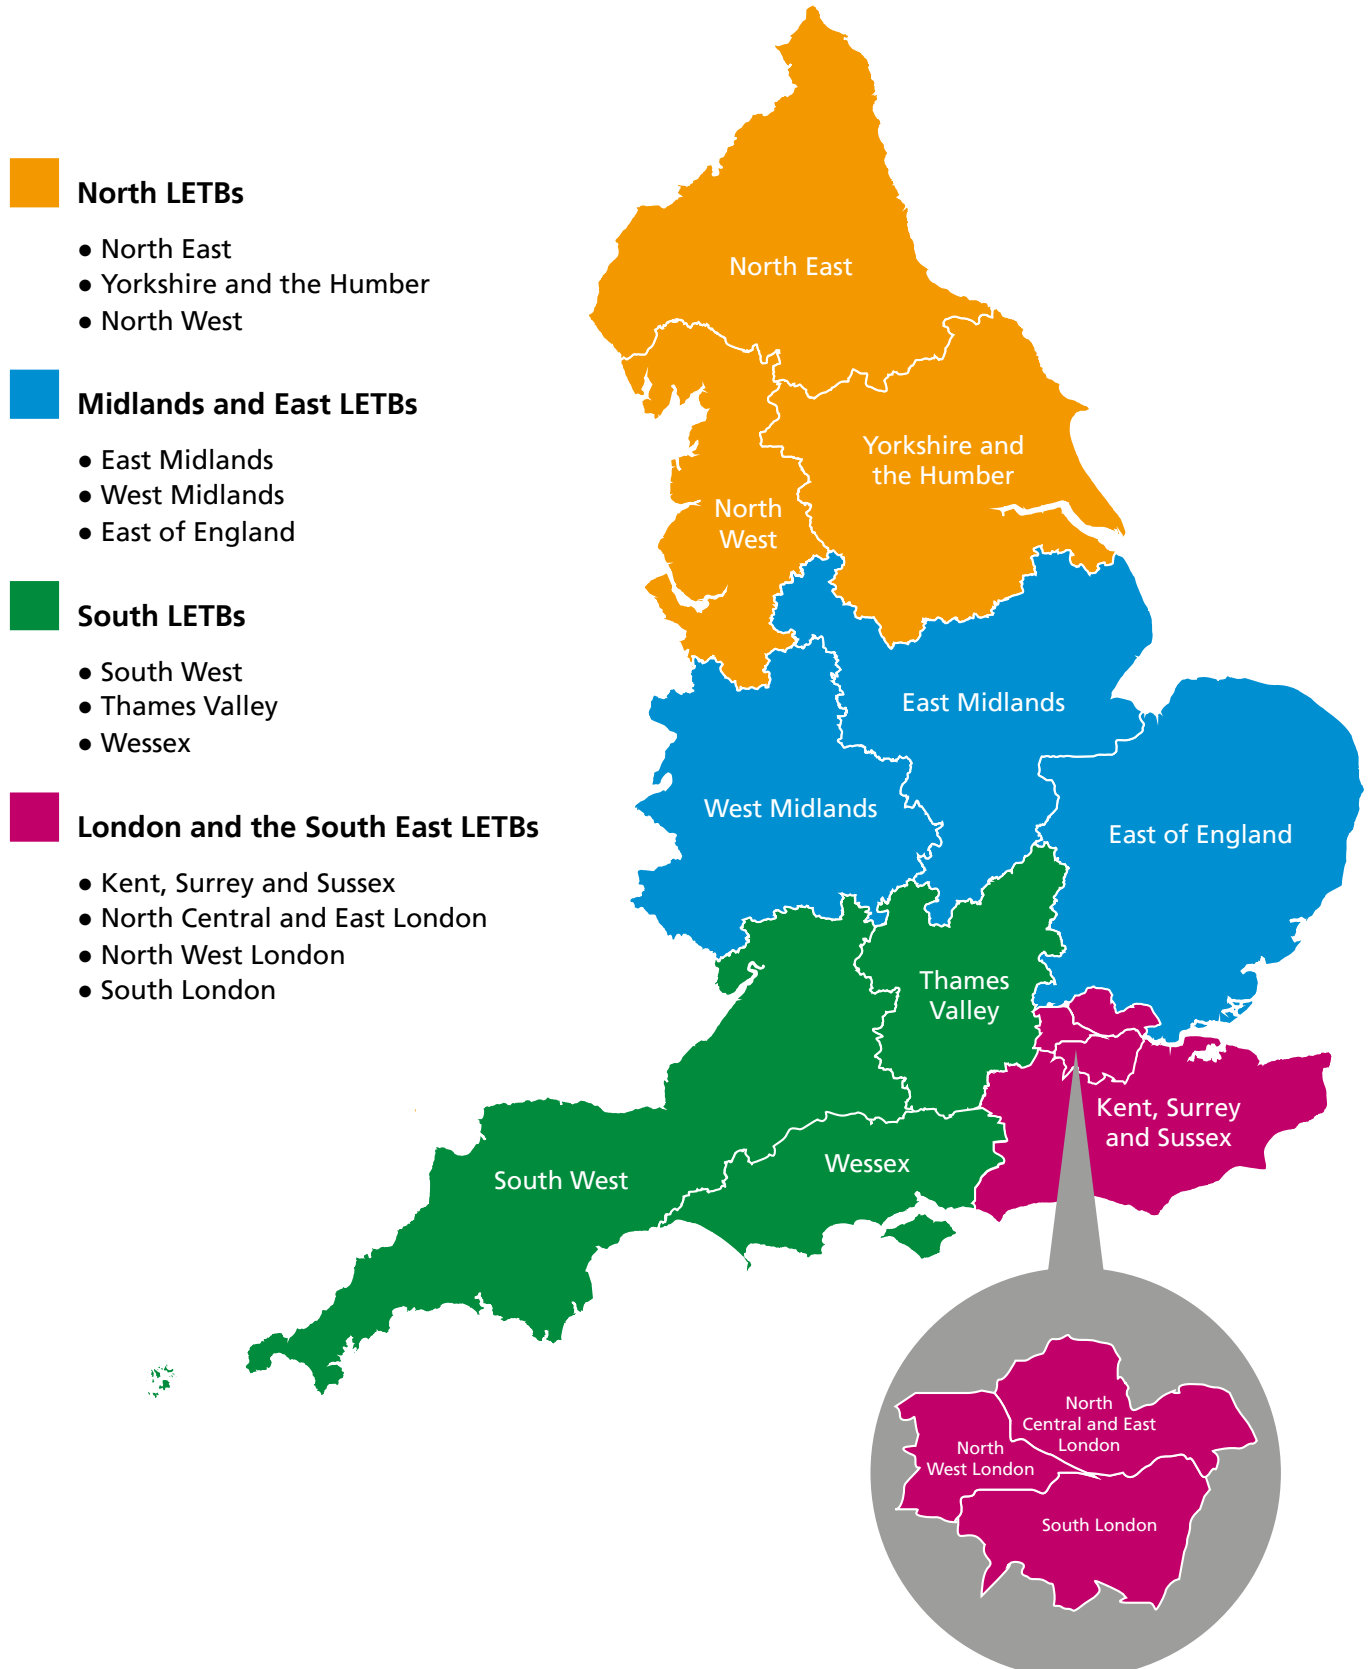 North LETBs
● North East
● Yorkshire and the Humber
● North West
Midlands and East LETBs
● East Midlands
● West Midlands
● East of England
South LETBs
● South West
● Thames Valley
● Wessex
London and the South East LETBs
● Kent, Surrey and Sussex
● North Central and East London
● North West London
● South London
North East
Yorkshire and
the Humber
North
West
East Midlands
West Midlands
East of England
Thames
Valley
Kent, Surrey
and Sussex
Wessex
South West
North
Central and East
London
North
West London
South London